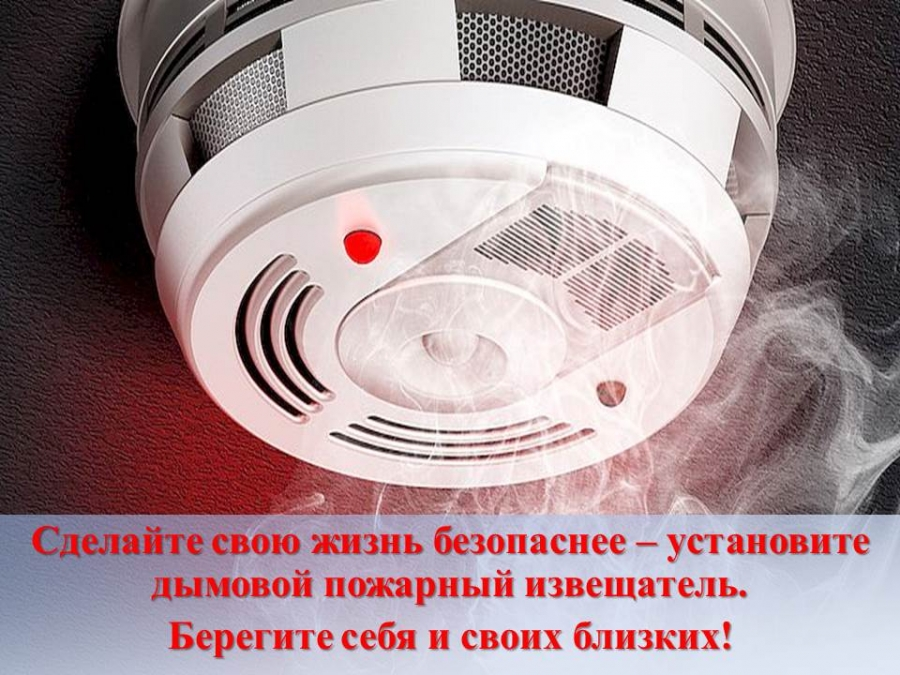 Сделайте свою жизнь безопаснее – установите
дымовой пожарный извещатель.
Берегите себя и своих близких!